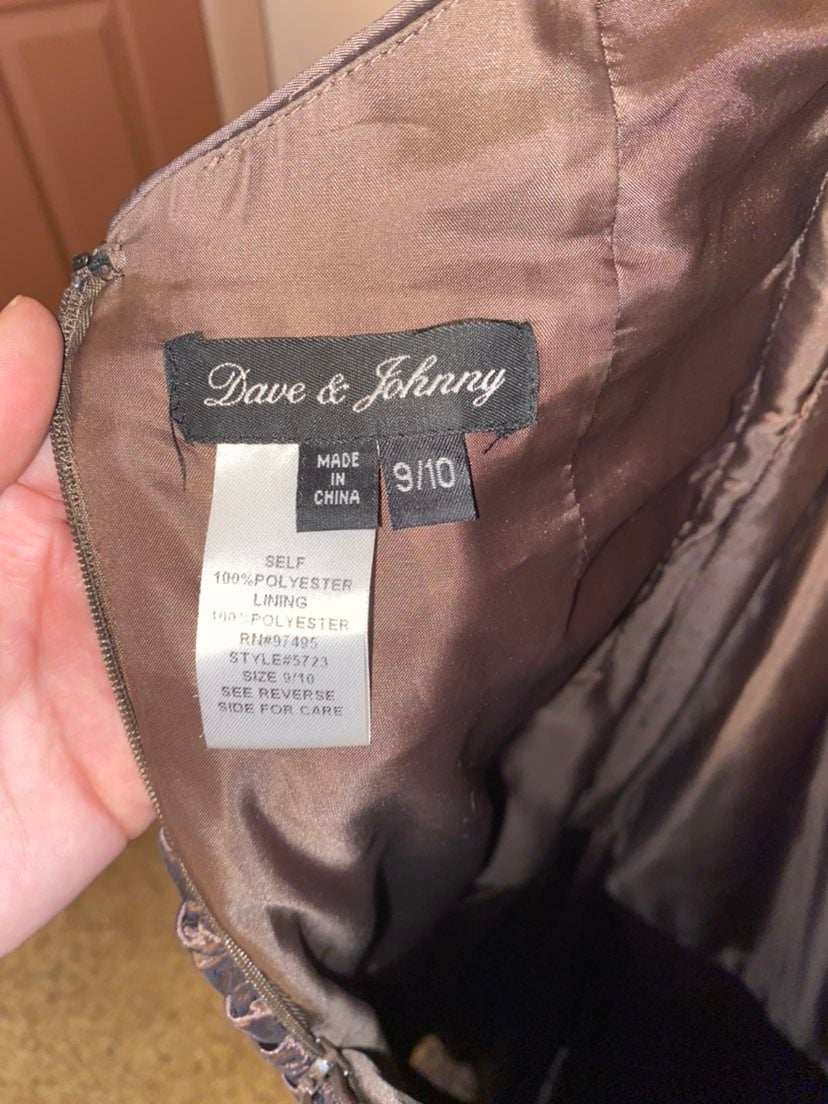 Dave & Johnny
MADE
IN
CHINA
9/10
SELF
100%POLYESTER
LINING
100%POLYESTER
RN#97495
STYLE#5723
SIZE 9/10
SEE REVERSE
SIDE FOR CARE